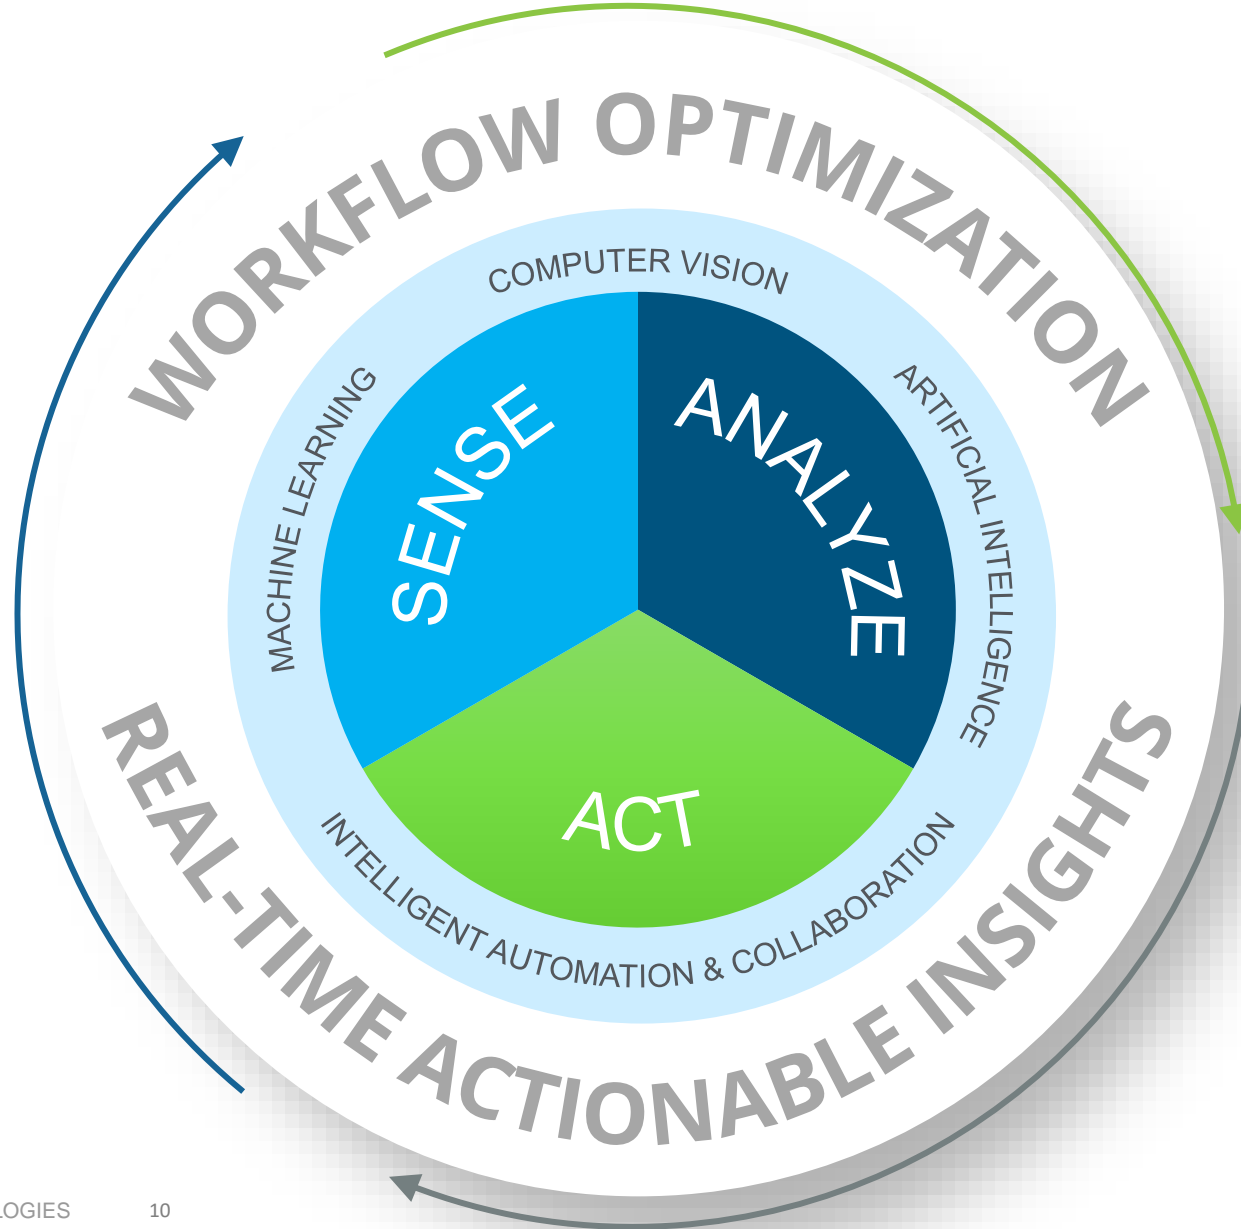 WORKFLOW OPTIMIZATION
COMPUTER VISION
MACHINE LEARNING
ARTIFICIAL INTELLIGENCE
SENSE
ANALYZE
ACT
INTELLIGENT AUTOMATION & COLLABORATION
REAL-TIME ACTIONABLE INSIGHTS
10